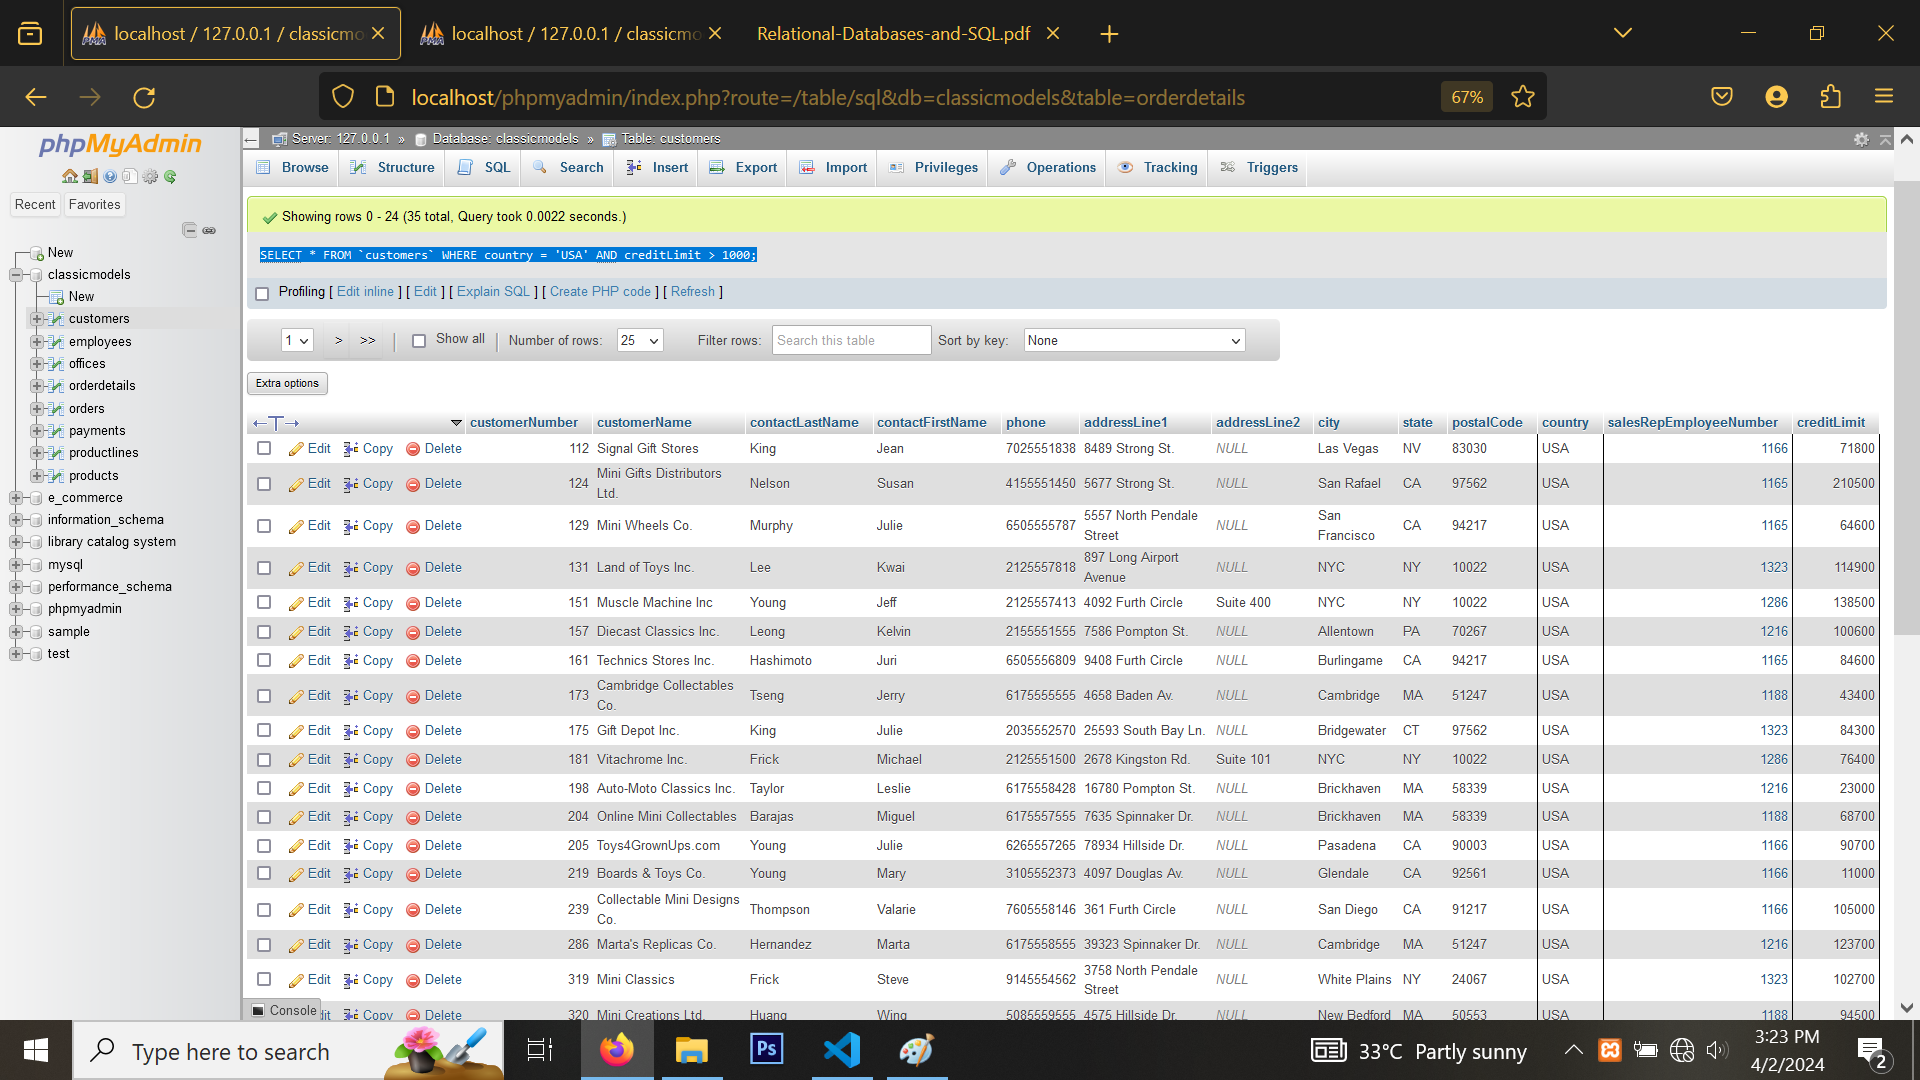 localhost / 127.0.0.1 / classicmo
localhost / 127.0.0.1 / classicmo
Relational-Databases-and-SQL.pdf
localhost/phpmyadmin/index.php?route=/table/sql&db=classicmodels&table=orderdetails
67%
phpMyAdmin
Recent Favorites
New
classicmodels
New
customers
employees
offices
orderdetails
orders
payments
productlines
products
e_commerce
information_schema
library catalog system
mysql
performance_schema
phpmyadmin
sample
test
Server: 127.0.0.1 » Database: classicmodels » Table: customers
Browse Structure SQL Search Insert Export Import Privileges Operations Tracking Triggers
Showing rows 0 - 24 (35 total, Query took 0.0022 seconds.)
SELECT * FROM `customers` WHERE country = 'USA' AND creditLimit > 1000;
Profiling [ Edit inline ] [ Edit ] [ Explain SQL ] [ Create PHP code ] [ Refresh ]
1 > >> | Show all | Number of rows: 25 Filter rows: Search this table Sort by key: None
Extra options
←T→ customerNumber customerName contactLastName contactFirstName phone addressLine1 addressLine2 city state postalCode country salesRepEmployeeNumber creditLimit
Edit Copy Delete 112 Signal Gift Stores King Jean 7025551838 8489 Strong St. NULL Las Vegas NV 83030 USA 1166 71800
Edit Copy Delete 124 Mini Gifts Distributors Ltd. Nelson Susan 4155551450 5677 Strong St. NULL San Rafael CA 97562 USA 1165 210500
Edit Copy Delete 129 Mini Wheels Co. Murphy Julie 6505555787 5557 North Pendale Street NULL San Francisco CA 94217 USA 1165 64600
Edit Copy Delete 131 Land of Toys Inc. Lee Kwai 2125557818 897 Long Airport Avenue NULL NYC NY 10022 USA 1323 114900
Edit Copy Delete 151 Muscle Machine Inc Young Jeff 2125557413 4092 Furth Circle Suite 400 NYC NY 10022 USA 1286 138500
Edit Copy Delete 157 Diecast Classics Inc. Leong Kelvin 2155551555 7586 Pompton St. NULL Allentown PA 70267 USA 1216 100600
Edit Copy Delete 161 Technics Stores Inc. Hashimoto Juri 6505556809 9408 Furth Circle NULL Burlingame CA 94217 USA 1165 84600
Edit Copy Delete 173 Cambridge Collectables Co. Tseng Jerry 6175555555 4658 Baden Av. NULL Cambridge MA 51247 USA 1188 43400
Edit Copy Delete 175 Gift Depot Inc. King Julie 2035552570 25593 South Bay Ln. NULL Bridgewater CT 97562 USA 1323 84300
Edit Copy Delete 181 Vitachrome Inc. Frick Michael 2125551500 2678 Kingston Rd. Suite 101 NYC NY 10022 USA 1286 76400
Edit Copy Delete 198 Auto-Moto Classics Inc. Taylor Leslie 6175558428 16780 Pompton St. NULL Brickhaven MA 58339 USA 1216 23000
Edit Copy Delete 204 Online Mini Collectables Barajas Miguel 6175557555 7635 Spinnaker Dr. NULL Brickhaven MA 58339 USA 1188 68700
Edit Copy Delete 205 Toys4GrownUps.com Young Julie 6265557265 78934 Hillside Dr. NULL Pasadena CA 90003 USA 1166 90700
Edit Copy Delete 219 Boards & Toys Co. Young Mary 3105552373 4097 Douglas Av. NULL Glendale CA 92561 USA 1166 11000
Edit Copy Delete 239 Collectable Mini Designs Co. Thompson Valarie 7605558146 361 Furth Circle NULL San Diego CA 91217 USA 1166 105000
Edit Copy Delete 286 Marta's Replicas Co. Hernandez Marta 6175558555 39323 Spinnaker Dr. NULL Cambridge MA 51247 USA 1216 123700
Edit Copy Delete 319 Mini Classics Frick Steve 9145554562 3758 North Pendale Street NULL White Plains NY 24067 USA 1323 102700
Copy Delete 320 Mini Creations Ltd. Huang Wing 5085559555 4575 Hillside Dr. NULL New Bedford MA 50553 USA 1188 94500
Console
Type here to search
Ps
33°C Partly sunny
3:23 PM
4/2/2024
2